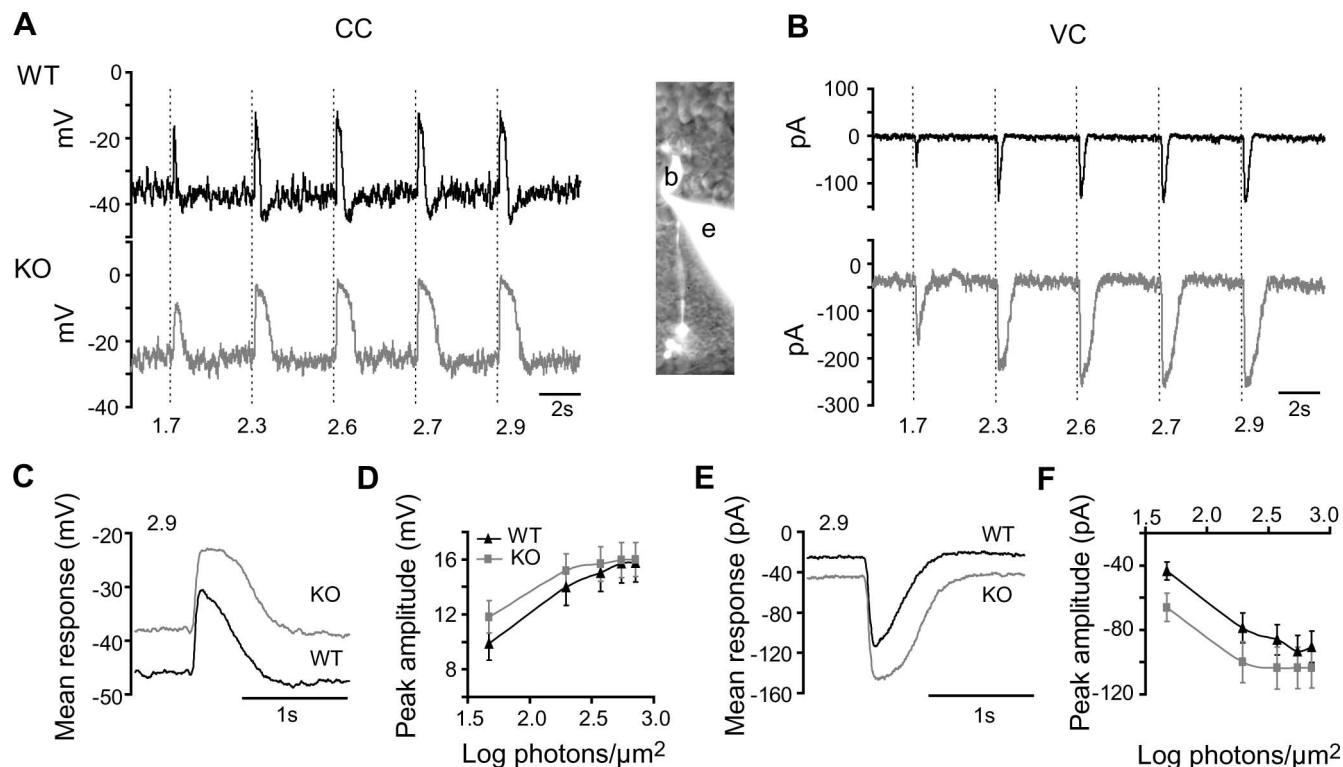 A
CC
WT
0
-20
-40
mV
KO
0
-20
-40
mV
1.7 2.3 2.6 2.7 2.9
2s
b
e
B
VC
100
0
-100
pA
0
-100
-200
-300
pA
1.7 2.3 2.6 2.7 2.9
2s
C
Mean response (mV)
-20
-30
-40
-50
2.9
KO
WT
1s
D
Peak amplitude (mV)
16
12
8
WT
KO
1.5 2.0 2.5 3.0
Log photons/µm2
E
Mean response (pA)
0
-40
-80
-120
-160
2.9
WT
KO
1s
F
Peak amplitude (pA)
1.5 2.0 2.5 3.0
-40
-80
-120
Log photons/µm2